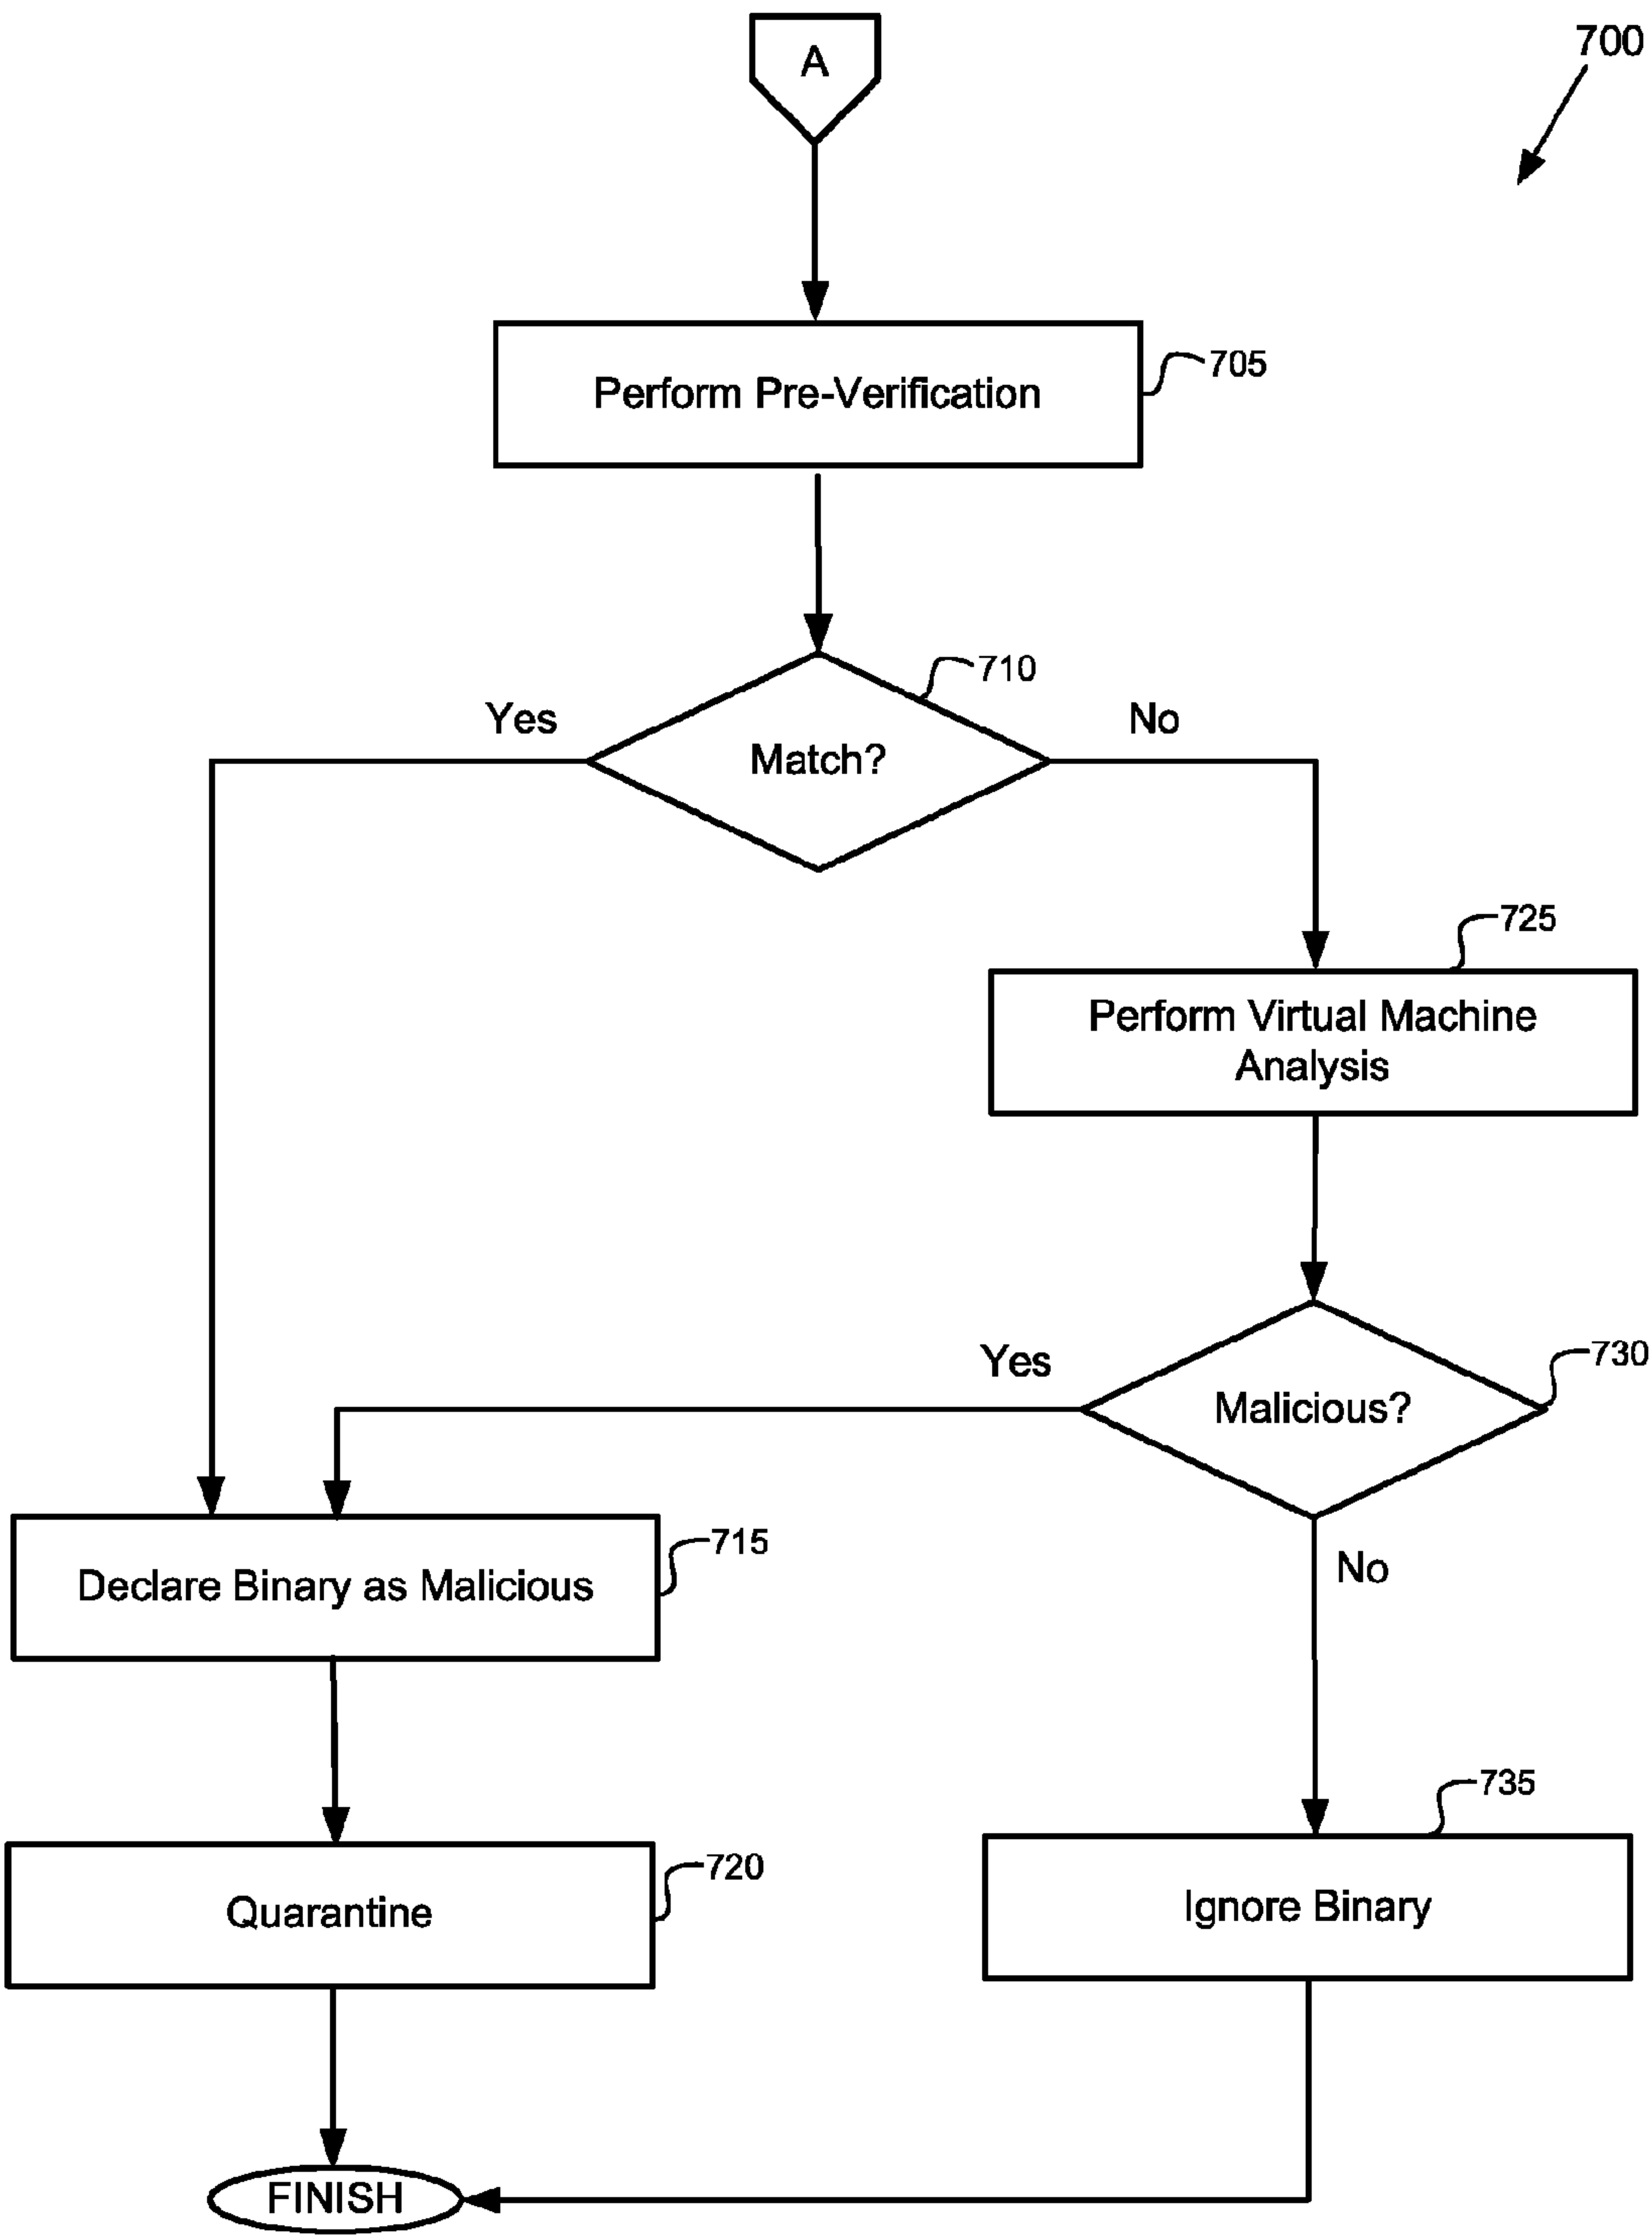 A
700
Perform Pre-Verification
705
710
Yes
No
Match?
725
Perform Virtual Machine
Analysis
Yes
730
Malicious?
715
No
Declare Binary as Malicious
735
720
Quarantine
Ignore Binary
FINISH